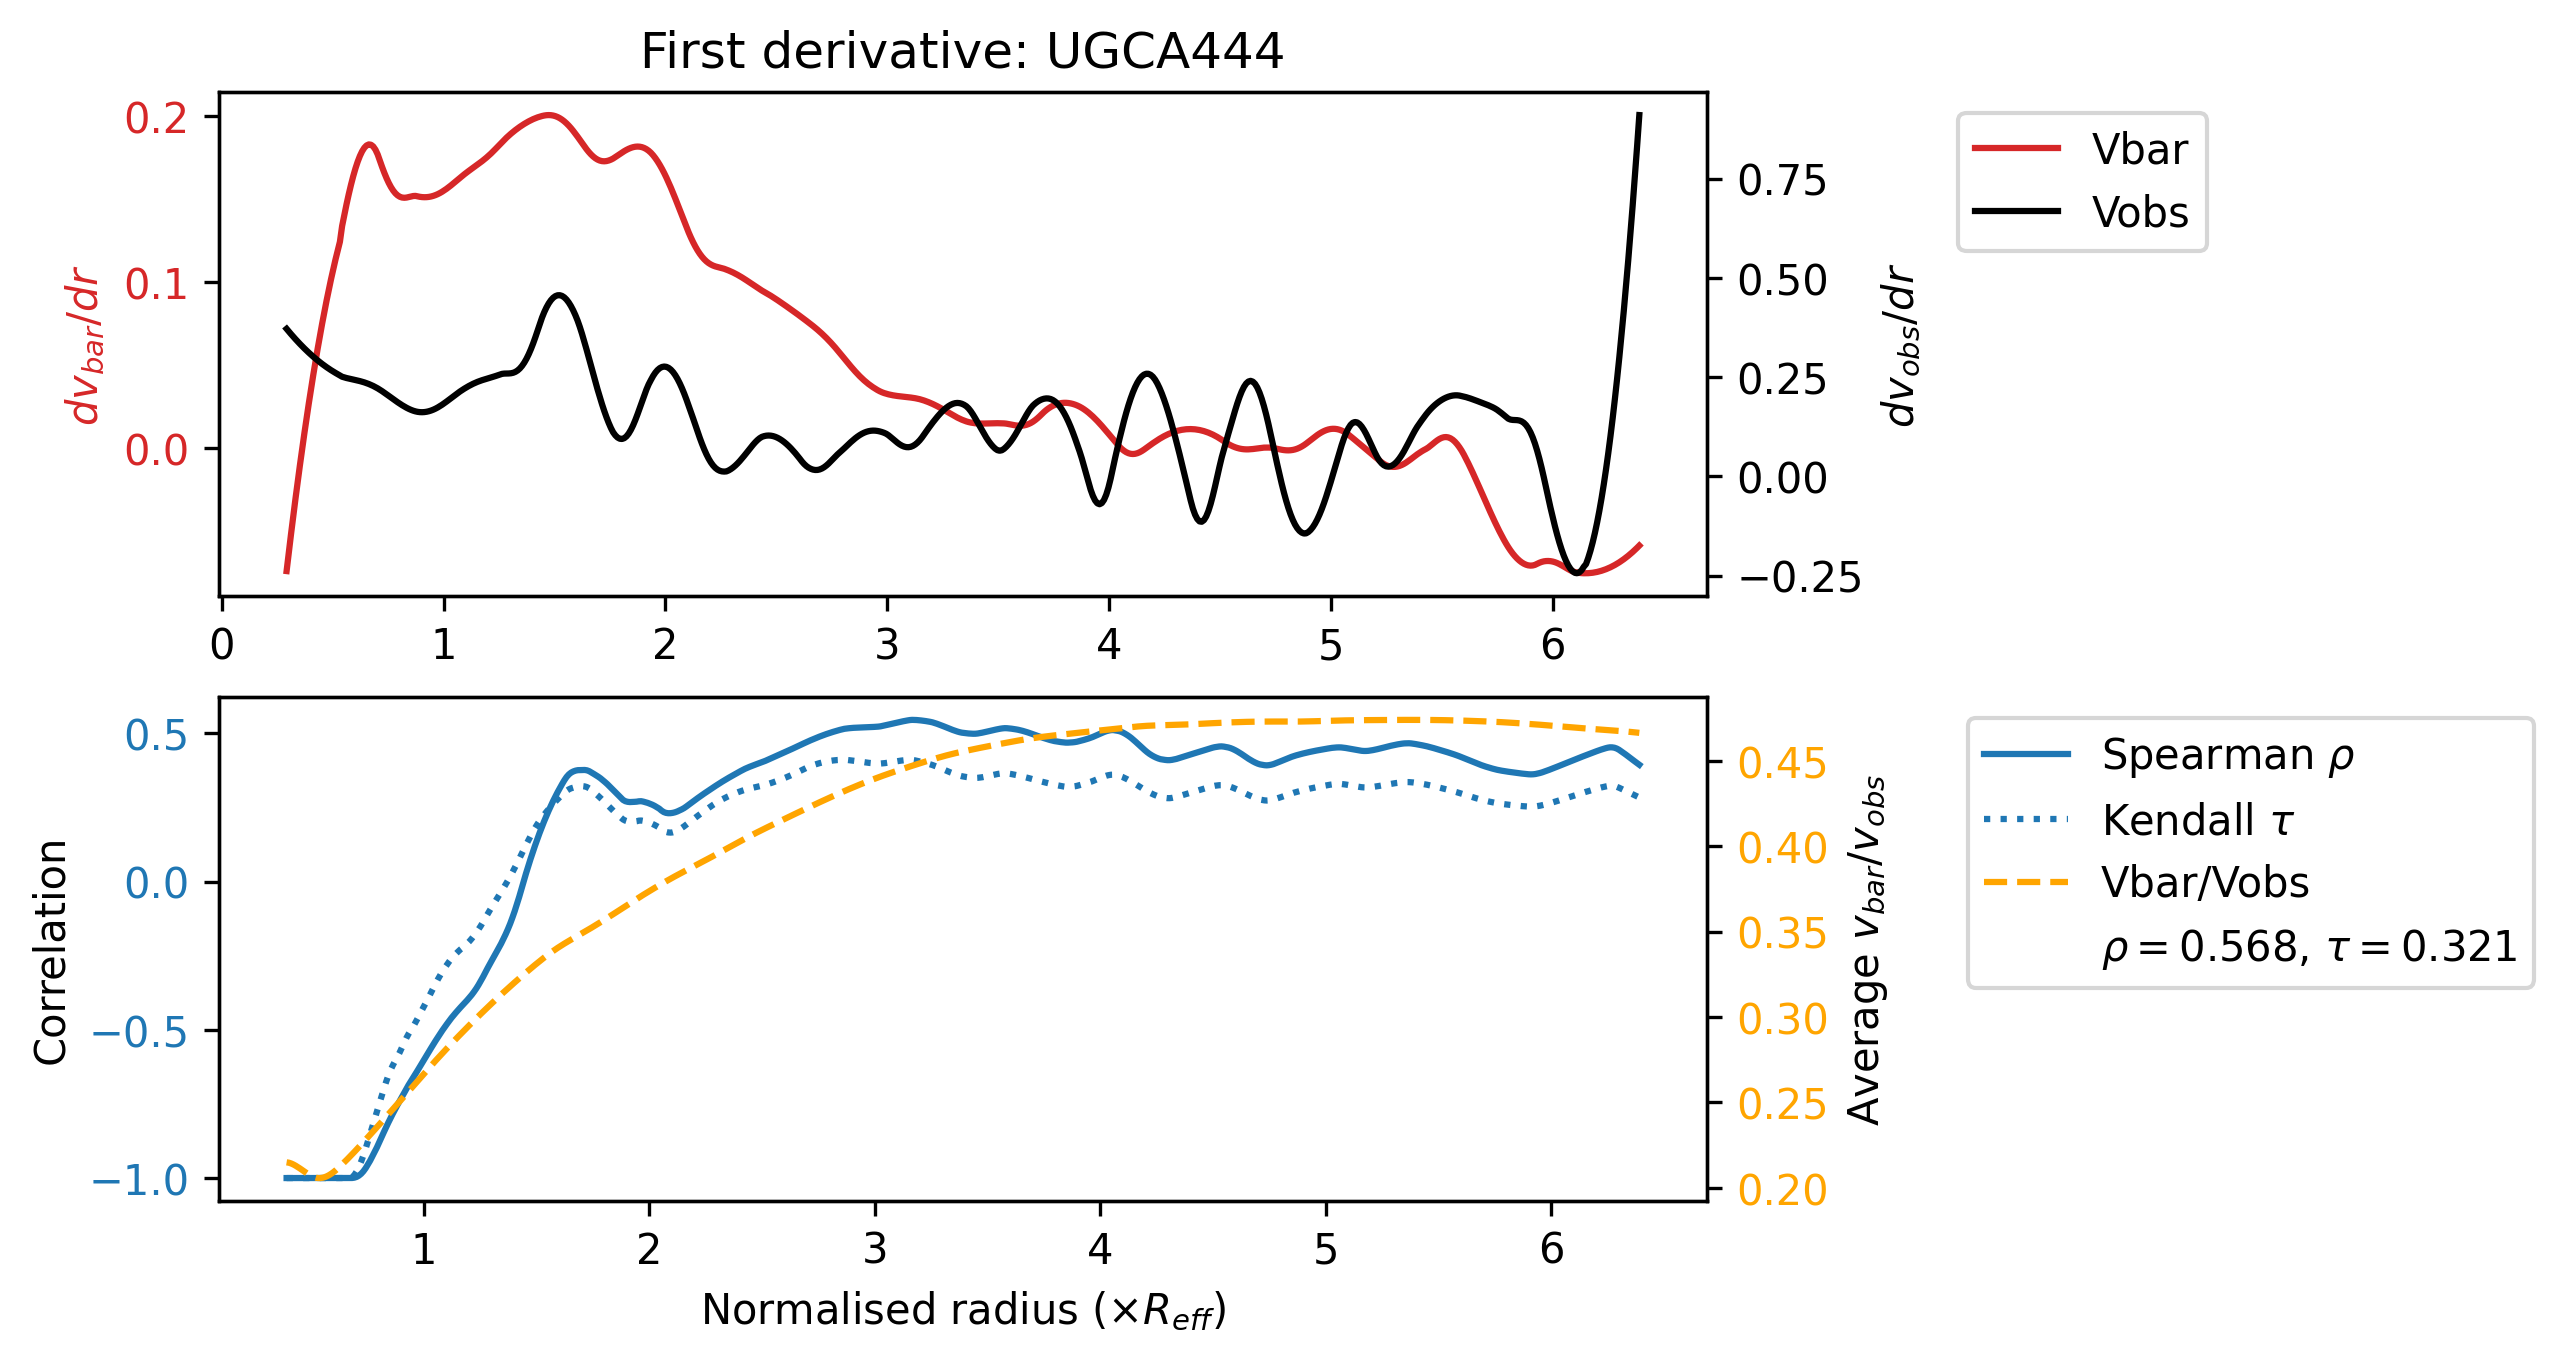 First derivative: UGCA444
dv_bar/dr
0.2
0.1
0.0
0.75
0.50
0.25
0.00
−0.25
dv_obs/dr
Vbar
Vobs
0 1 2 3 4 5 6
Correlation
0.5
0.0
−0.5
−1.0
0.45
0.40
0.35
0.30
0.25
0.20
Average v_bar/v_obs
Spearman ρ
Kendall τ
Vbar/Vobs
ρ = 0.568, τ = 0.321
1 2 3 4 5 6
Normalised radius (×R_eff)